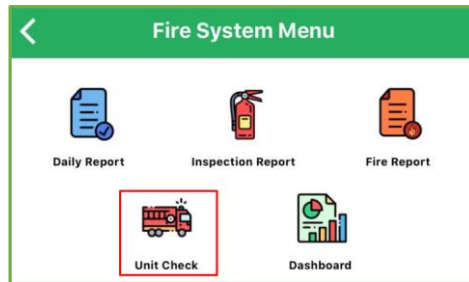 Fire System Menu
Daily Report Inspection Report Fire Report
Unit Check Dashboard